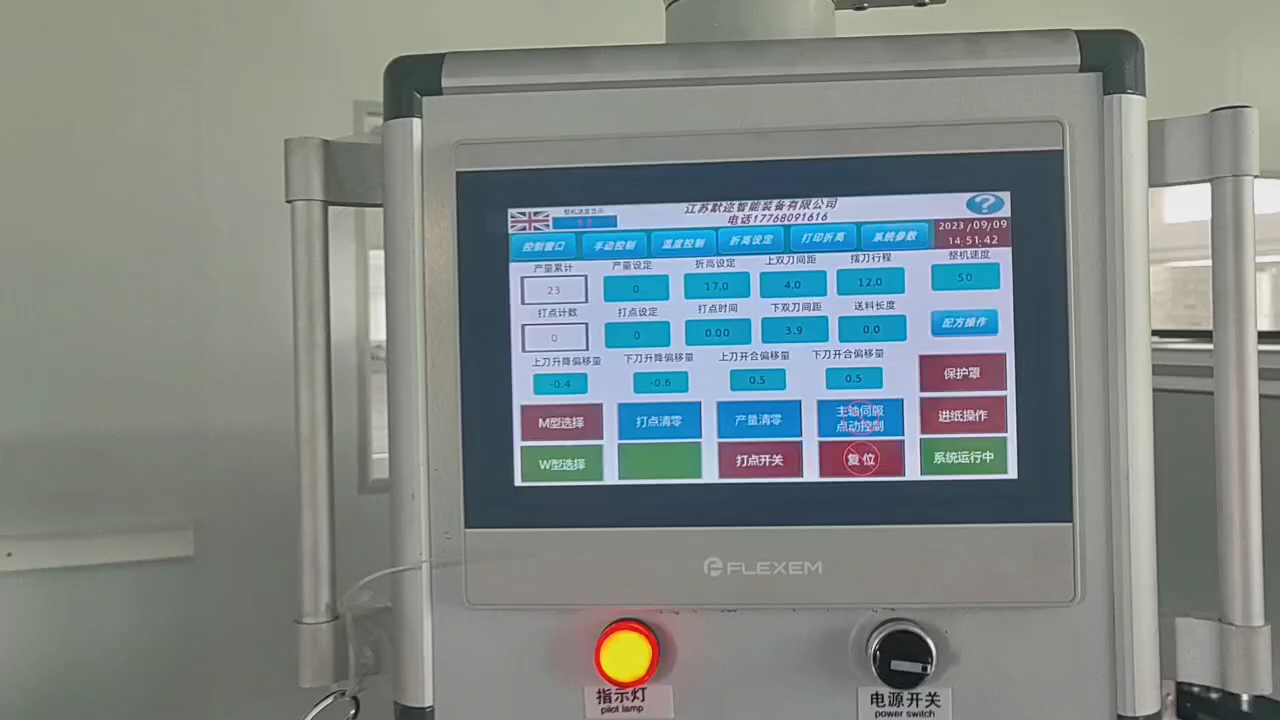 江苏默迩智能装备有限公司
电话17768091616
整机速度显示
控制窗口 手动控制 温度控制 折高设定 打印折高 系统参数
2023/09/09
14:51:42
产量累计 产量设定 折高设定 上双刀间距 摆刀行程 整机速度
23 0 17.0 4.0 12.0 50
打点计数 打点设定 打点时间 下双刀间距 送料长度
0 0 0.00 3.9 0.0 配方操作
上刀升降偏移量 下刀升降偏移量 上刀开合偏移量 下刀开合偏移量
-0.4 -0.6 0.5 0.5 保护罩
M型选择 打点清零 产量清零 主轴伺服 进纸操作
点动控制
W型选择 打点开关 复位 系统运行中
FLEXEM
指示灯 电源开关
pilot lamp power switch